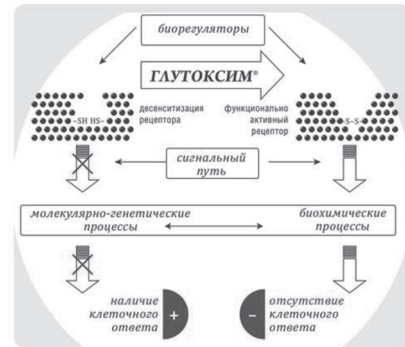 биорегуляторы
ГЛУТОКСИМ®
–SH HS–
десенситизация
рецептора
функционально
активный
рецептор
–S–S–
сигнальный
путь
молекулярно-генетические
процессы
биохимические
процессы
наличие
клеточного
ответа
+
–
отсутствие
клеточного
ответа